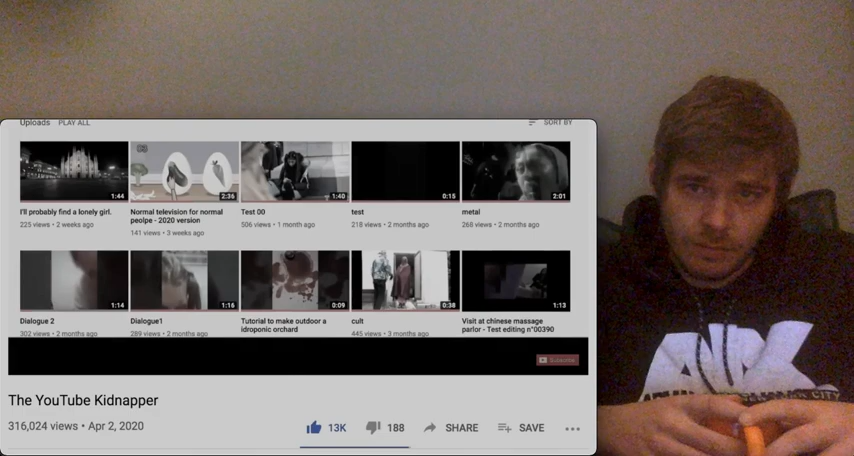 Uploads PLAY ALL SORT BY
1:44
2:36
1:40
0:15
2:01
I'll probably find a lonely girl.
225 views • 2 weeks ago
Normal television for normal
peolpe - 2020 version
141 views • 3 weeks ago
Test 00
506 views • 1 month ago
test
218 views • 2 months ago
metal
268 views • 2 months ago
1:14
1:16
0:09
0:38
1:13
Dialogue 2
302 views • 2 months ago
Dialogue1
289 views • 2 months ago
Tutorial to make outdoor a
idroponic orchard
cult
445 views • 3 months ago
Visit at chinese massage
parlor - Test editing n°00390
The YouTube Kidnapper
316,024 views • Apr 2, 2020
13K
188
SHARE
SAVE
NEW YORK CITY